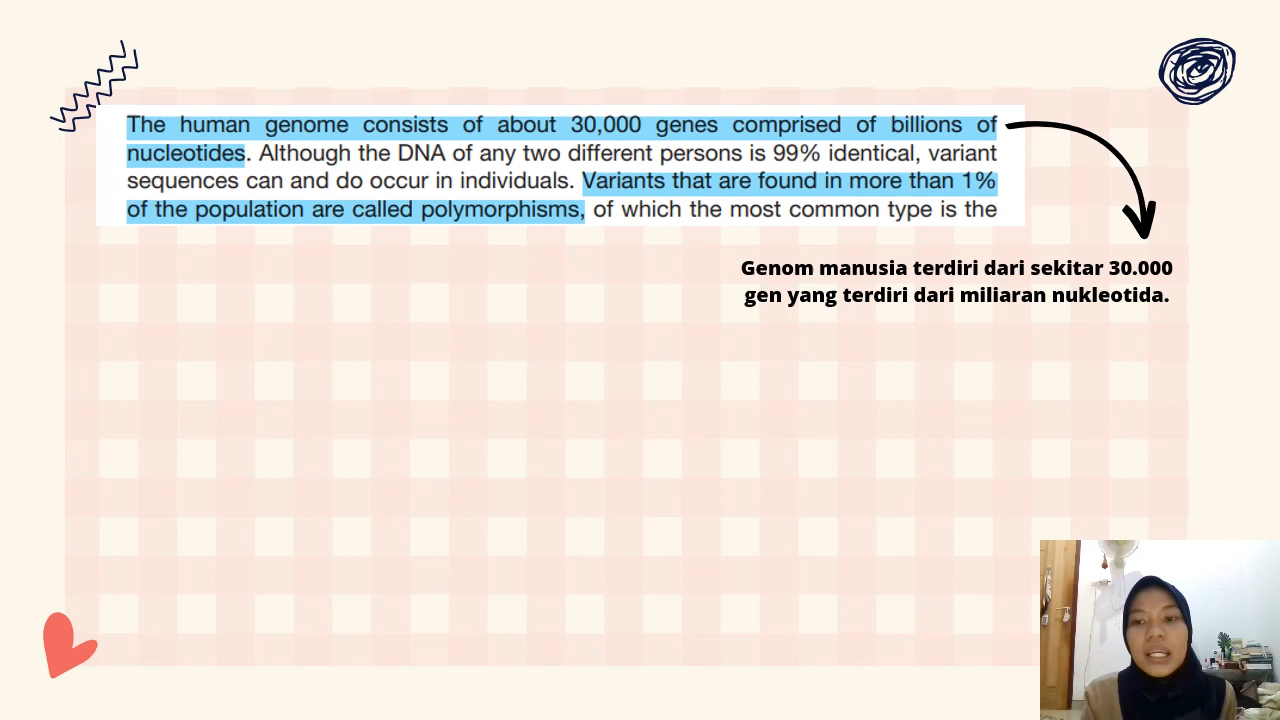 The human genome consists of about 30,000 genes comprised of billions of
nucleotides. Although the DNA of any two different persons is 99% identical, variant
sequences can and do occur in individuals. Variants that are found in more than 1%
of the population are called polymorphisms, of which the most common type is the
Genom manusia terdiri dari sekitar 30.000
gen yang terdiri dari miliaran nukleotida.